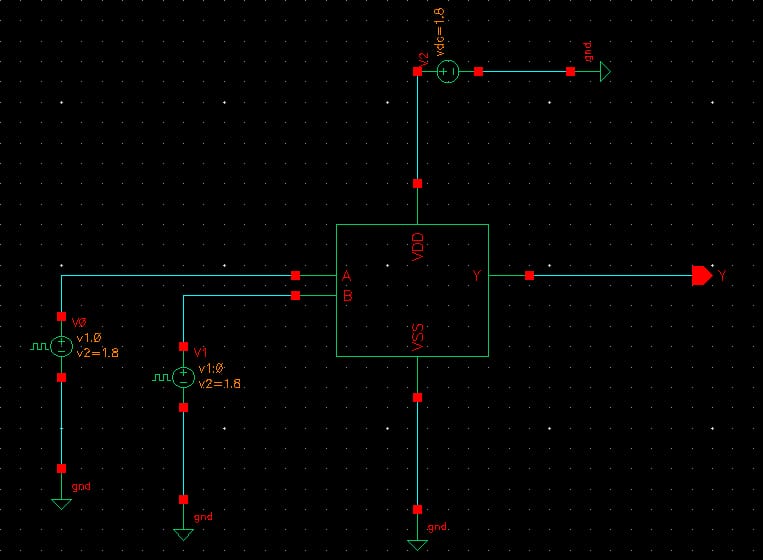 vdc=1.8
V2
gnd
VDD
A
B
Y
Y
VSS
V0
v1:0
v2=1.8
V1
v1:0
v2=1.8
gnd
gnd
gnd